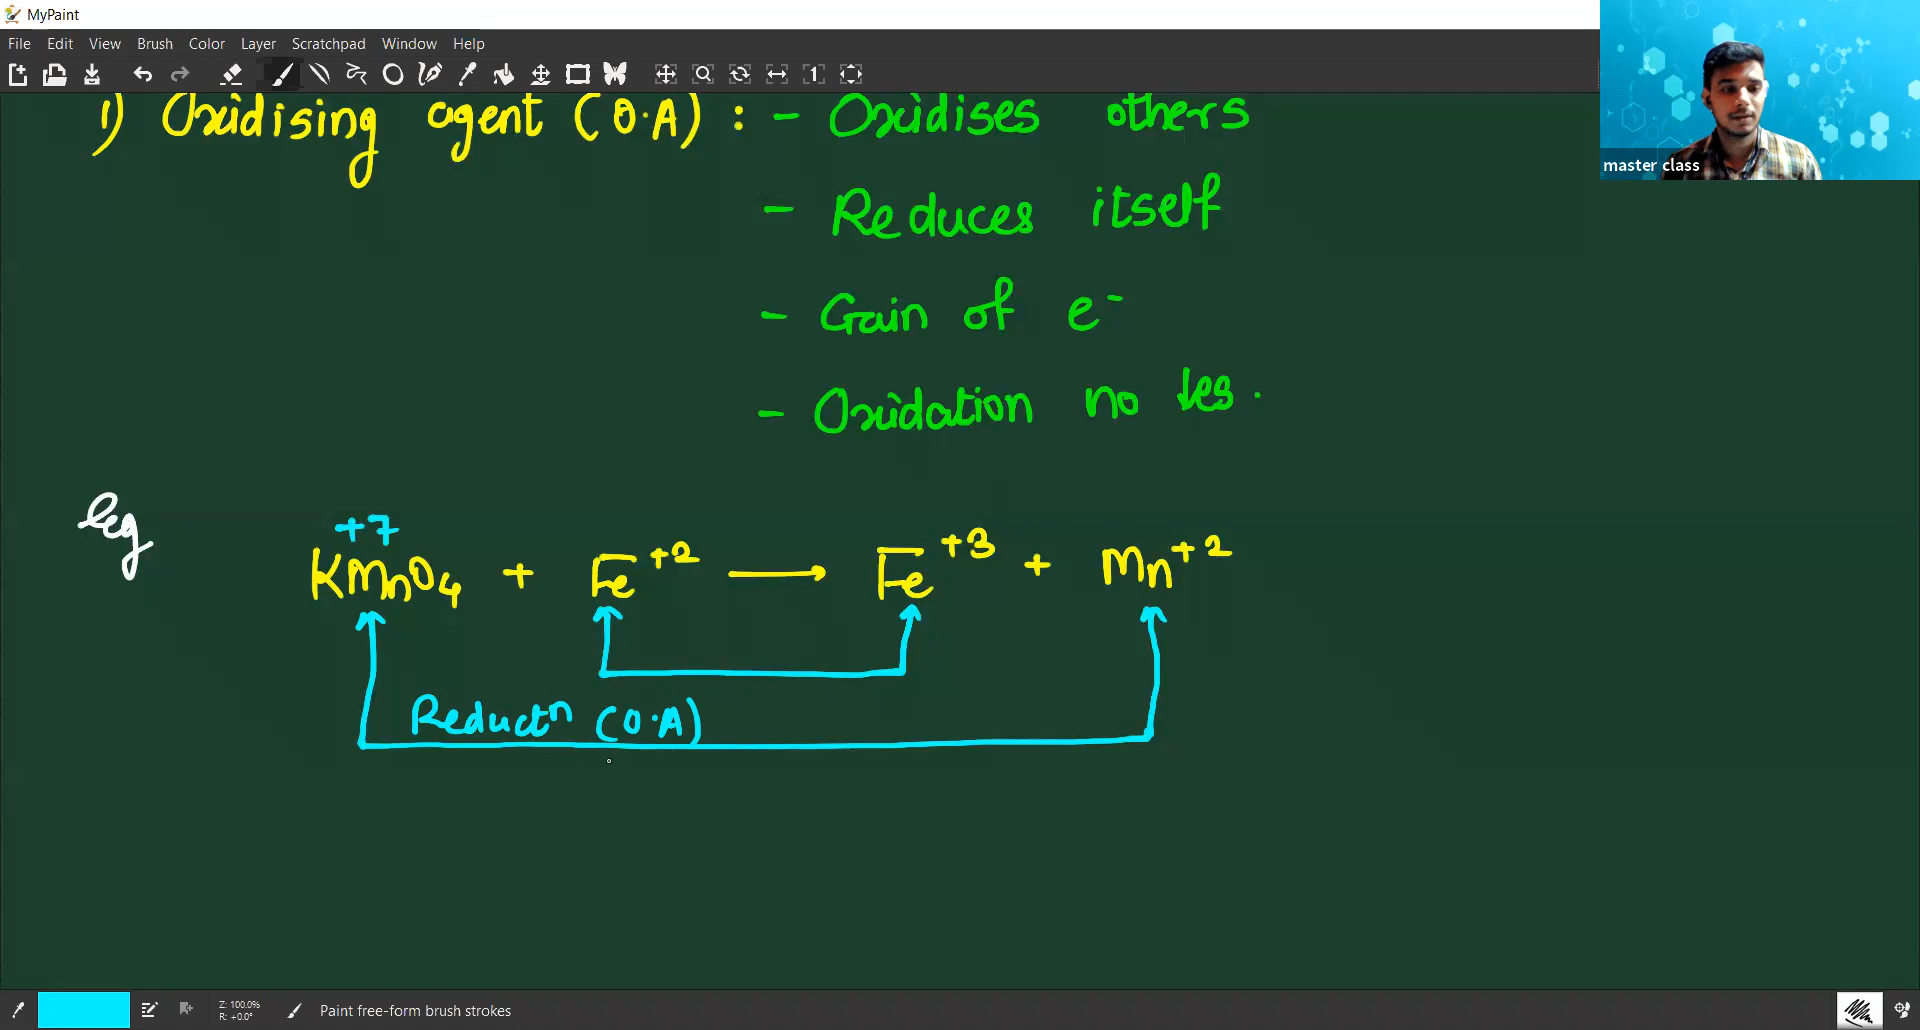 MyPaint
File Edit View Brush Color Layer Scratchpad Window Help
master class
1) Oxidising agent (O.A) : - Oxidises others
- Reduces itself
- Gain of e⁻
- Oxidation no ↓es.
eg
+7
KMnO₄ + Fe⁺² ⟶ Fe⁺³ + Mn⁺²
Reductⁿ (O.A)
Z: 100.0%
R: +0.0°
Paint free-form brush strokes